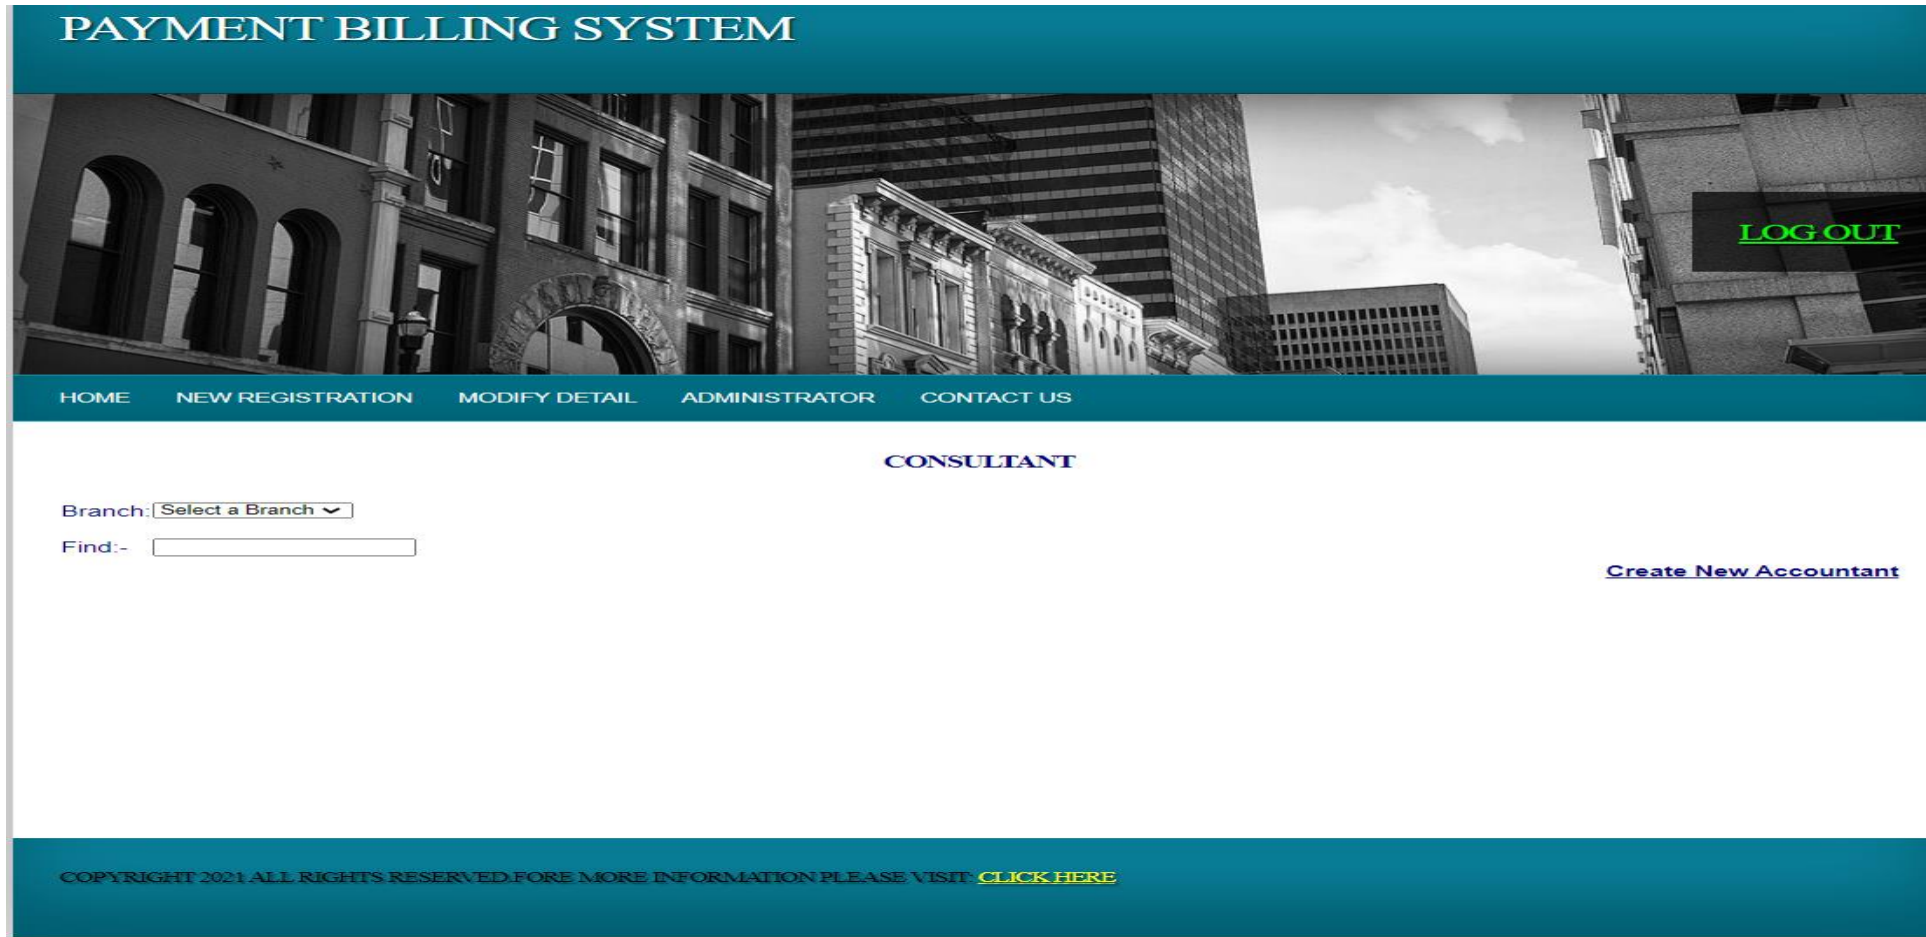 PAYMENT BILLING SYSTEM
LOG OUT
HOME NEW REGISTRATION MODIFY DETAIL ADMINISTRATOR CONTACT US
CONSULTANT
Branch: Select a Branch
Find:-
Create New Accountant
COPYRIGHT 2021 ALL RIGHTS RESERVED.FORE MORE INFORMATION PLEASE VISIT: CLICK HERE